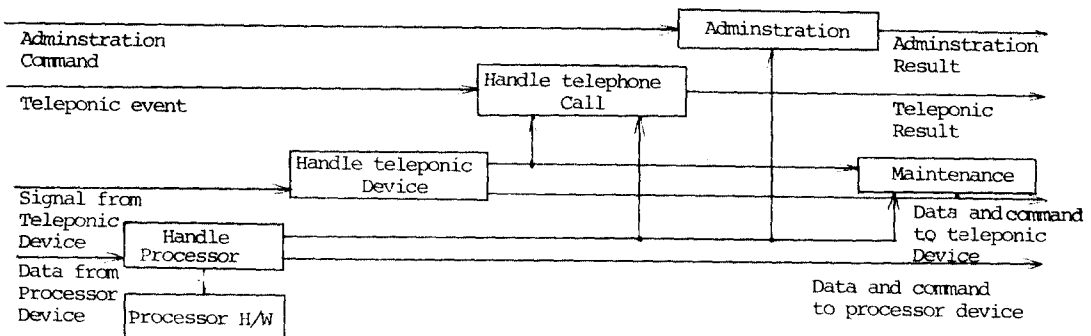 Adminstration
Command
Adminstration
Adminstration
Result
Teleponic event
Handle telephone
Call
Teleponic
Result
Handle teleponic
Device
Maintenance
Signal from
Teleponic
Device
Handle
Processor
Data and command
to teleponic
Device
Data from
Processor
Device
Processor H/W
Data and command
to processor device